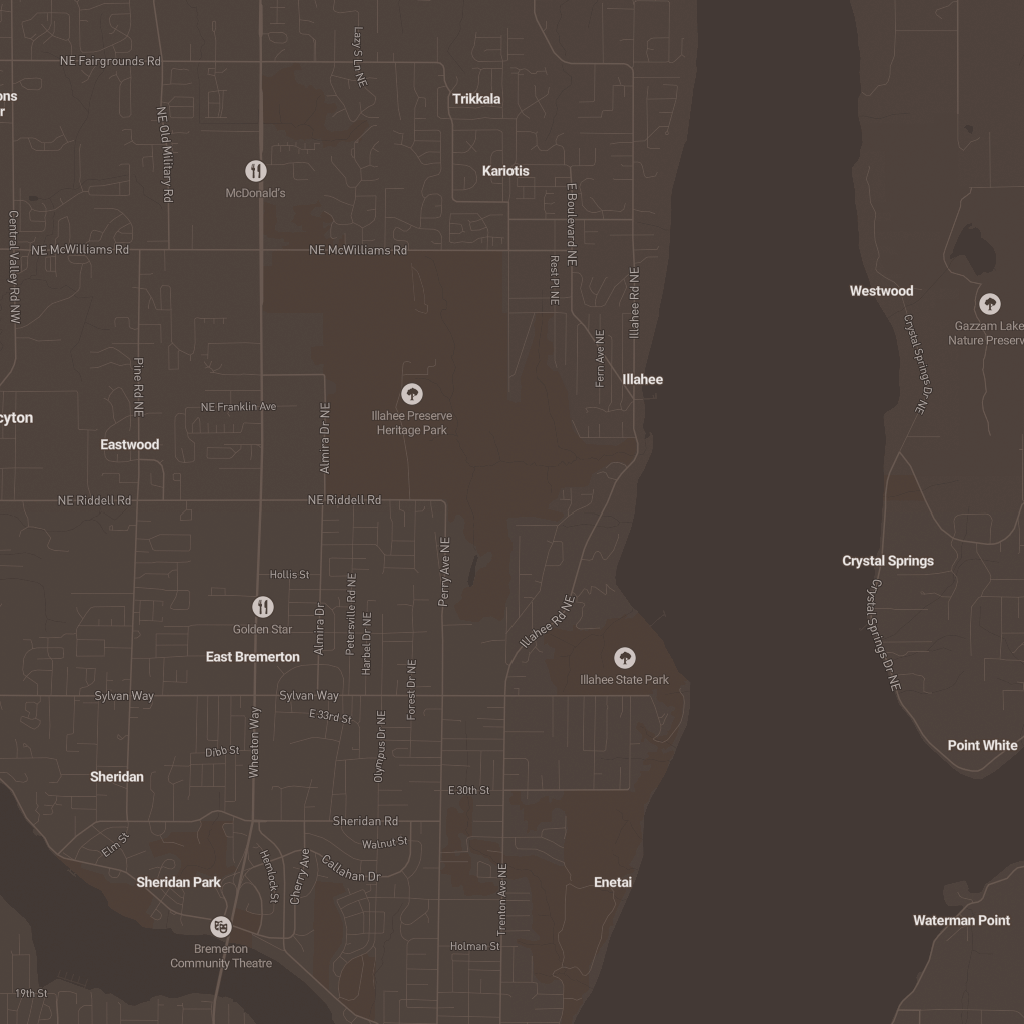 NE Fairgrounds Rd
Lazy S Ln NE
ons
r
Trikkala
NE Old Military Rd
Kariotis
McDonald's
E Boulevard NE
Central Valley Rd NW
NE McWilliams Rd
NE McWilliams Rd
Rest Pl NE
Illahee Rd NE
Westwood
Gazzam Lake
Nature Preserv
Crystal Springs Dr NE
Fern Ave NE
Illahee
Pine Rd NE
NE Franklin Ave
Almira Dr NE
Illahee Preserve
Heritage Park
cyton
Eastwood
NE Riddell Rd
NE Riddell Rd
Perry Ave NE
Crystal Springs
Hollis St
Petersville Rd NE
Golden Star
Almira Dr
Harbel Dr NE
Illahee Rd NE
Crystal Springs Dr NE
East Bremerton
Illahee State Park
Sylvan Way
Sylvan Way
Forest Dr NE
E 33rd St
Olympus Dr NE
Wheaton Way
Dibb St
Point White
Sheridan
E 30th St
Sheridan Rd
Elm St
Walnut St
Hemlock St
Cherry Ave
Callahan Dr
Sheridan Park
Trenton Ave NE
Enetai
Waterman Point
Bremerton
Community Theatre
Holman St
19th St